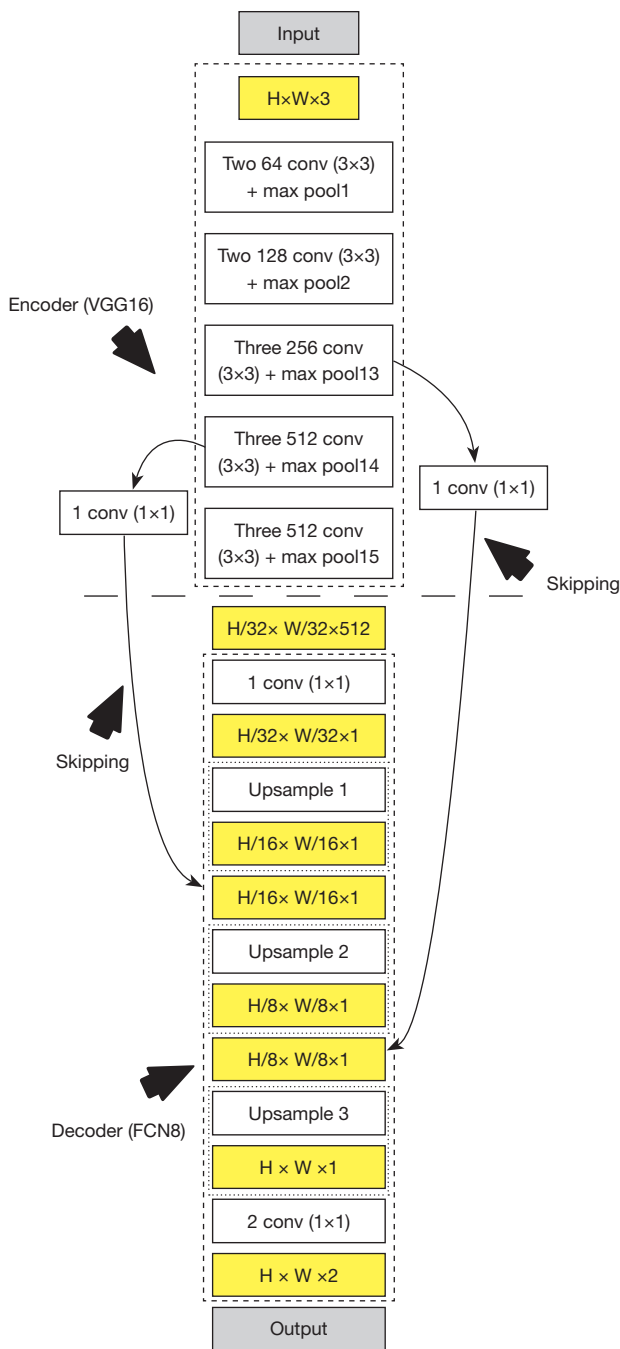 Input
H×W×3
Two 64 conv (3×3)
+ max pool1
Two 128 conv (3×3)
+ max pool2
Encoder (VGG16)
Three 256 conv
(3×3) + max pool13
Three 512 conv
(3×3) + max pool14
1 conv (1×1)
1 conv (1×1)
Three 512 conv
(3×3) + max pool15
Skipping
H/32× W/32×512
1 conv (1×1)
H/32× W/32×1
Skipping
Upsample 1
H/16× W/16×1
H/16× W/16×1
Upsample 2
H/8× W/8×1
H/8× W/8×1
Decoder (FCN8)
Upsample 3
H × W ×1
2 conv (1×1)
H × W ×2
Output